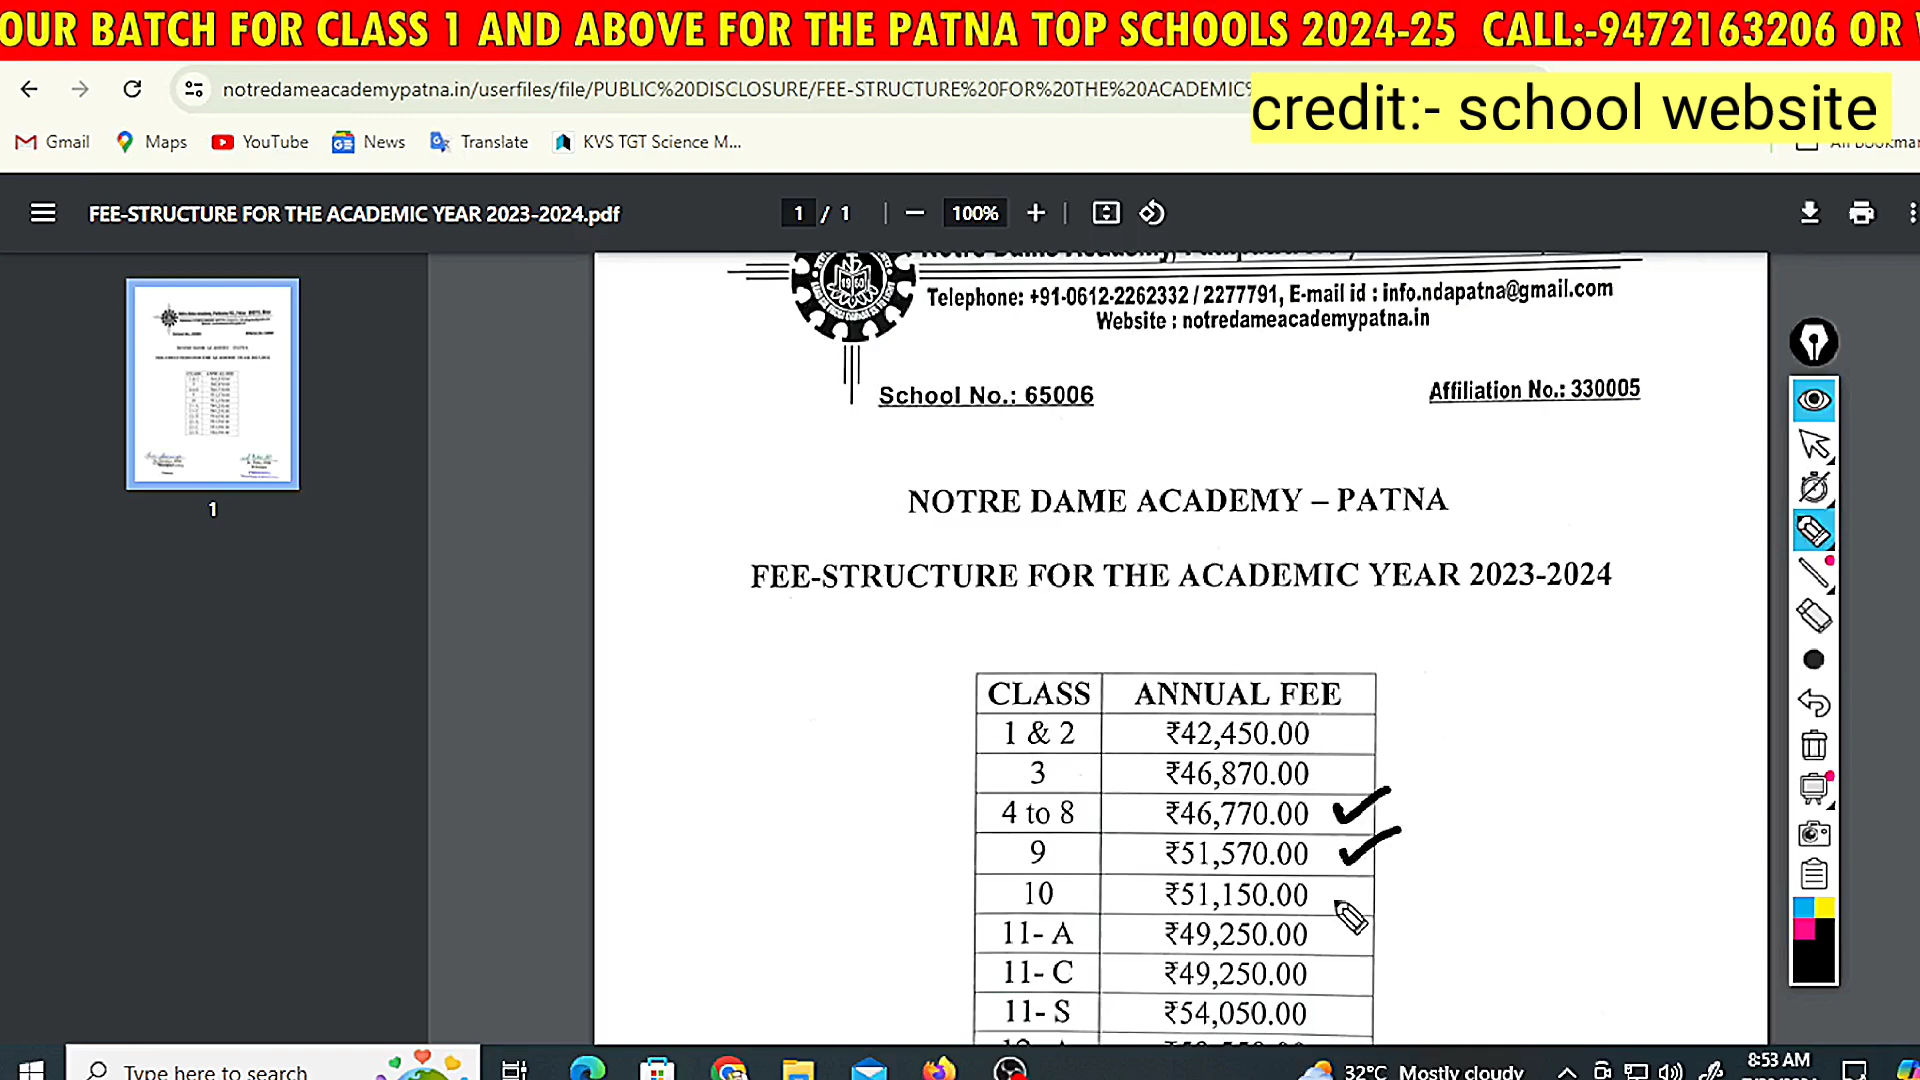 OUR BATCH FOR CLASS 1 AND ABOVE FOR THE PATNA TOP SCHOOLS 2024-25 CALL:-9472163206 OR
notredameacademypatna.in/userfiles/file/PUBLIC%20DISCLOSURE/FEE-STRUCTURE%20FOR%20THE%20ACADEMIC%
credit:- school website
Gmail Maps YouTube News Translate KVS TGT Science M...
FEE-STRUCTURE FOR THE ACADEMIC YEAR 2023-2024.pdf 1 / 1 100%
Telephone: +91-0612-2262332 / 2277791, E-mail id : info.ndapatna@gmail.com
Website : notredameacademypatna.in
School No.: 65006 Affiliation No.: 330005
NOTRE DAME ACADEMY – PATNA
FEE-STRUCTURE FOR THE ACADEMIC YEAR 2023-2024
CLASS ANNUAL FEE
1 & 2 ₹42,450.00
3 ₹46,870.00
4 to 8 ₹46,770.00
9 ₹51,570.00
10 ₹51,150.00
11- A ₹49,250.00
11- C ₹49,250.00
11- S ₹54,050.00
1
Type here to search 32°C Mostly cloudy 8:53 AM